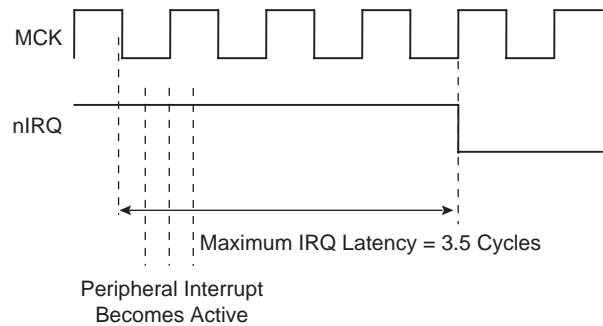 MCK
nIRQ
Maximum IRQ Latency = 3.5 Cycles
Peripheral Interrupt
Becomes Active